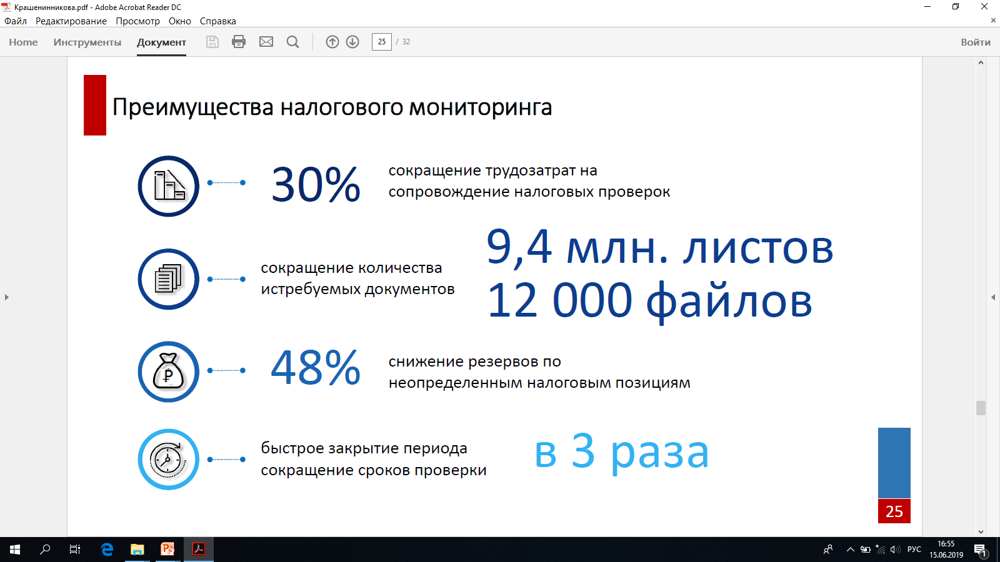 Крашенинникова.pdf - Adobe Acrobat Reader DC
Файл Редактирование Просмотр Окно Справка
Home Инструменты Документ 25 / 32 Войти
Преимущества налогового мониторинга
30%
сокращение трудозатрат на
сопровождение налоговых проверок
сокращение количества
истребуемых документов
9,4 млн. листов
12 000 файлов
48%
снижение резервов по
неопределенным налоговым позициям
быстрое закрытие периода
сокращение сроков проверки
в 3 раза
25
РУС
16:55
15.06.2019
1